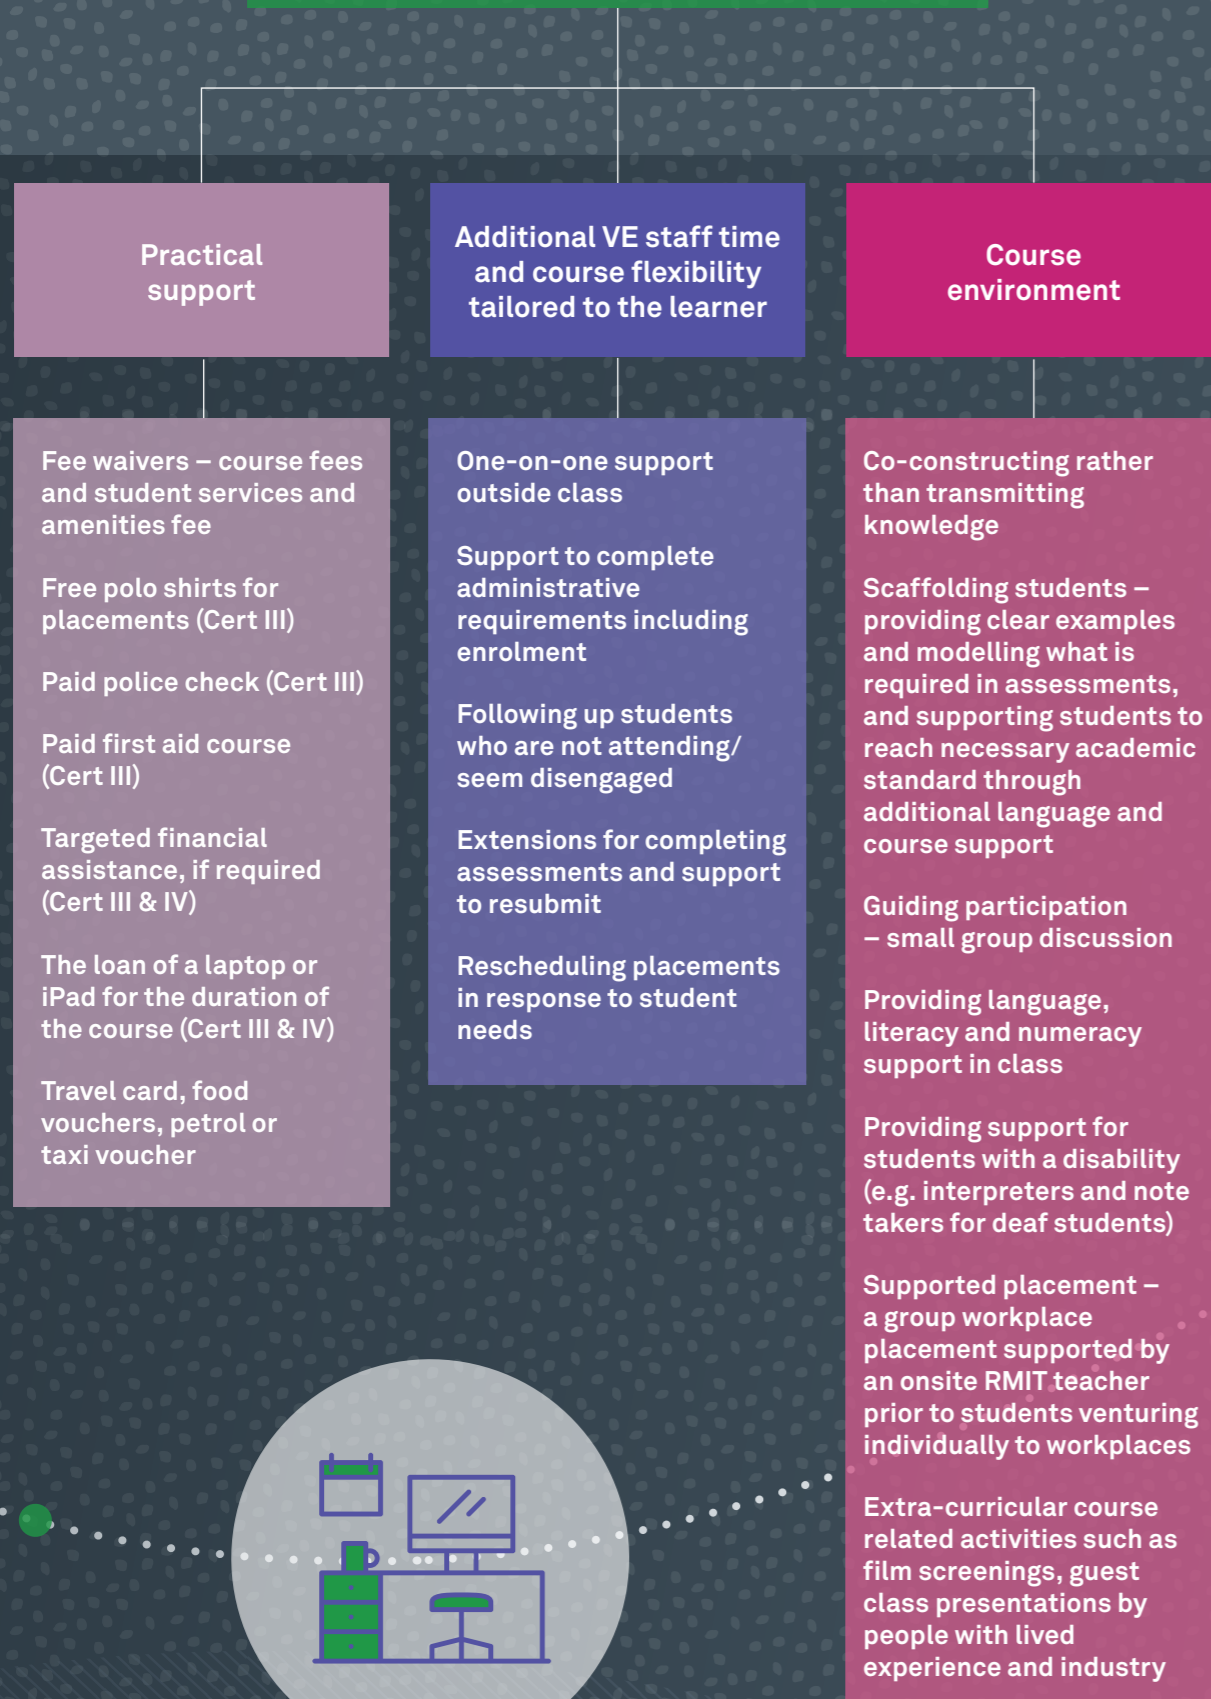 Practical
support
Additional VE staff time
and course flexibility
tailored to the learner
Course
environment
Fee waivers – course fees
and student services and
amenities fee
Free polo shirts for
placements (Cert III)
Paid police check (Cert III)
Paid first aid course
(Cert III)
Targeted financial
assistance, if required
(Cert III & IV)
The loan of a laptop or
iPad for the duration of
the course (Cert III & IV)
Travel card, food
vouchers, petrol or
taxi voucher
One-on-one support
outside class
Support to complete
administrative
requirements including
enrolment
Following up students
who are not attending/
seem disengaged
Extensions for completing
assessments and support
to resubmit
Rescheduling placements
in response to student
needs
Co-constructing rather
than transmitting
knowledge
Scaffolding students –
providing clear examples
and modelling what is
required in assessments,
and supporting students to
reach necessary academic
standard through
additional language and
course support
Guiding participation
– small group discussion
Providing language,
literacy and numeracy
support in class
Providing support for
students with a disability
(e.g. interpreters and note
takers for deaf students)
Supported placement –
a group workplace
placement supported by
an onsite RMIT teacher
prior to students venturing
individually to workplaces
Extra-curricular course
related activities such as
film screenings, guest
class presentations by
people with lived
experience and industry